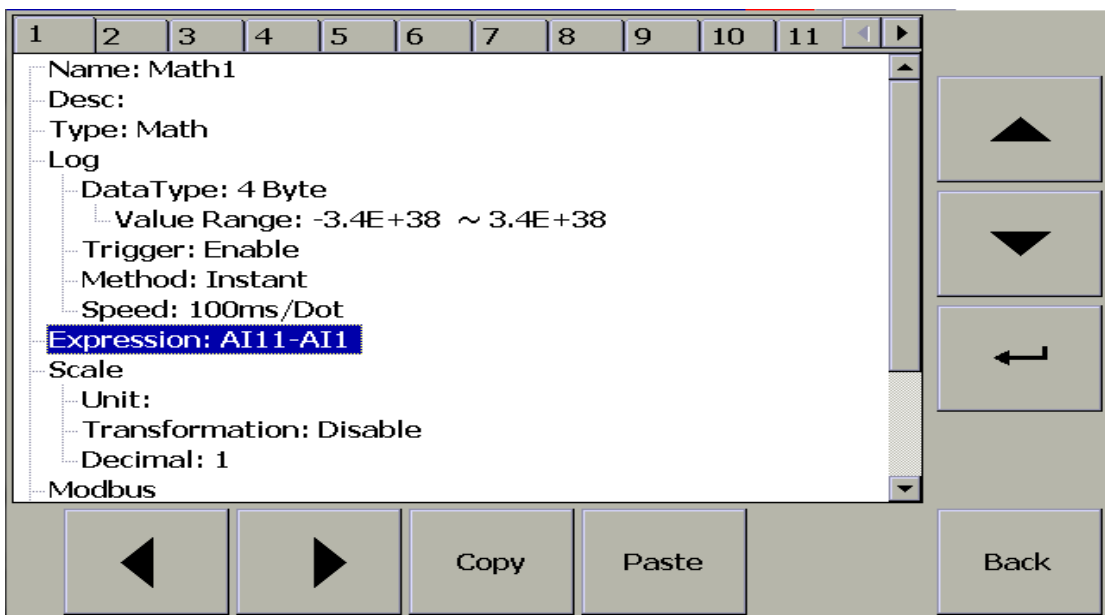 1 2 3 4 5 6 7 8 9 10 11
Name: Math1
Desc:
Type: Math
Log
DataType: 4 Byte
Value Range: -3.4E+38 ~ 3.4E+38
Trigger: Enable
Method: Instant
Speed: 100ms/Dot
Expression: AI11-AI1
Scale
Unit:
Transformation: Disable
Decimal: 1
Modbus
Copy Paste Back